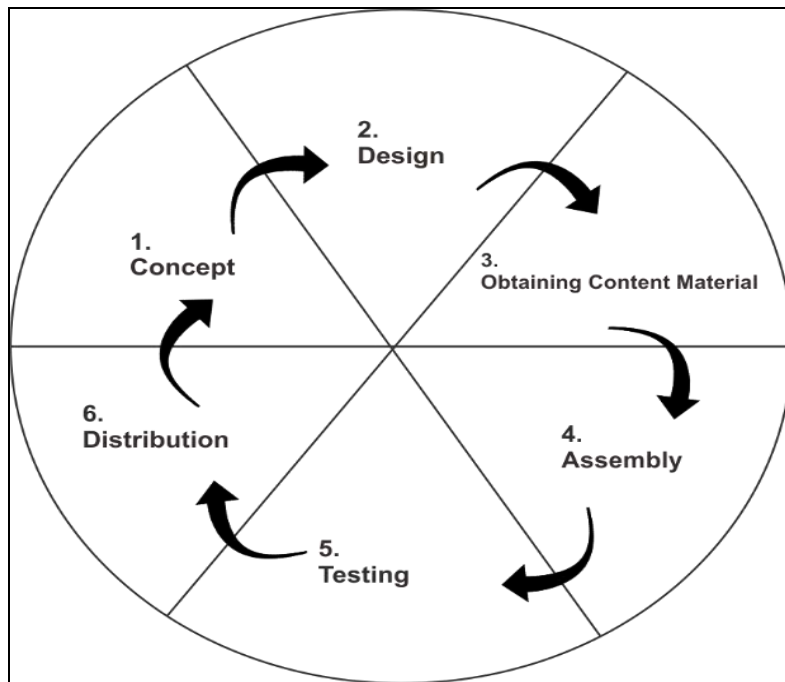 1.
Concept
2.
Design
3.
Obtaining Content Material
4.
Assembly
5.
Testing
6.
Distribution